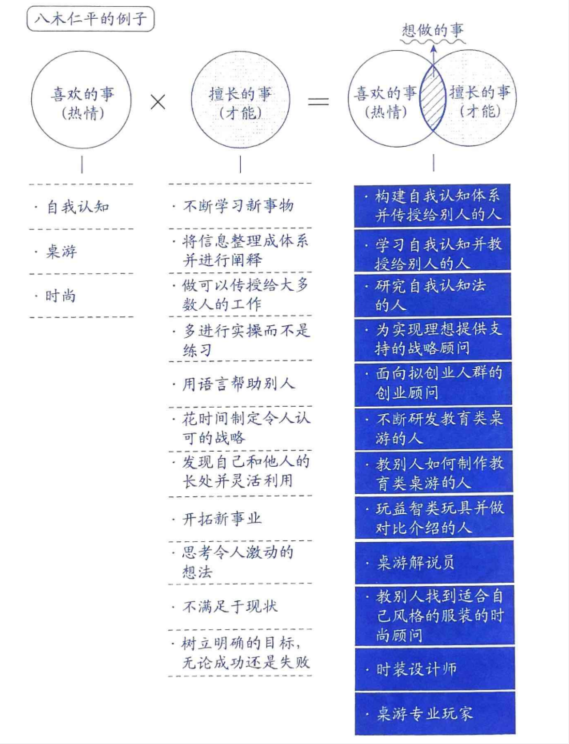 八木仁平的例子
想做的事
喜欢的事
(热情)
×
擅长的事
(才能)
=
喜欢的事
(热情)
擅长的事
(才能)
· 自我认知
· 桌游
· 时尚
· 不断学习新事物
· 将信息整理成体系
并进行阐释
· 做可以传授给大多
数人的工作
· 多进行实操而不是
练习
· 用语言帮助别人
· 花时间制定令人认
可的战略
· 发现自己和他人的
长处并灵活利用
· 开拓新事业
· 思考令人激动的
想法
· 不满足于现状
· 树立明确的目标，
无论成功还是失败
· 构建自我认知体系
并传授给别人的人
· 学习自我认知并教
授给别人的人
· 研究自我认知法
的人
· 为实现理想提供支
持的战略顾问
· 面向拟创业人群的
创业顾问
· 不断研发教育类桌
游的人
· 教别人如何制作教
育类桌游的人
· 玩益智类玩具并做
对比介绍的人
· 桌游解说员
· 教别人找到适合自
己风格的服装的时
尚顾问
· 时装设计师
· 桌游专业玩家